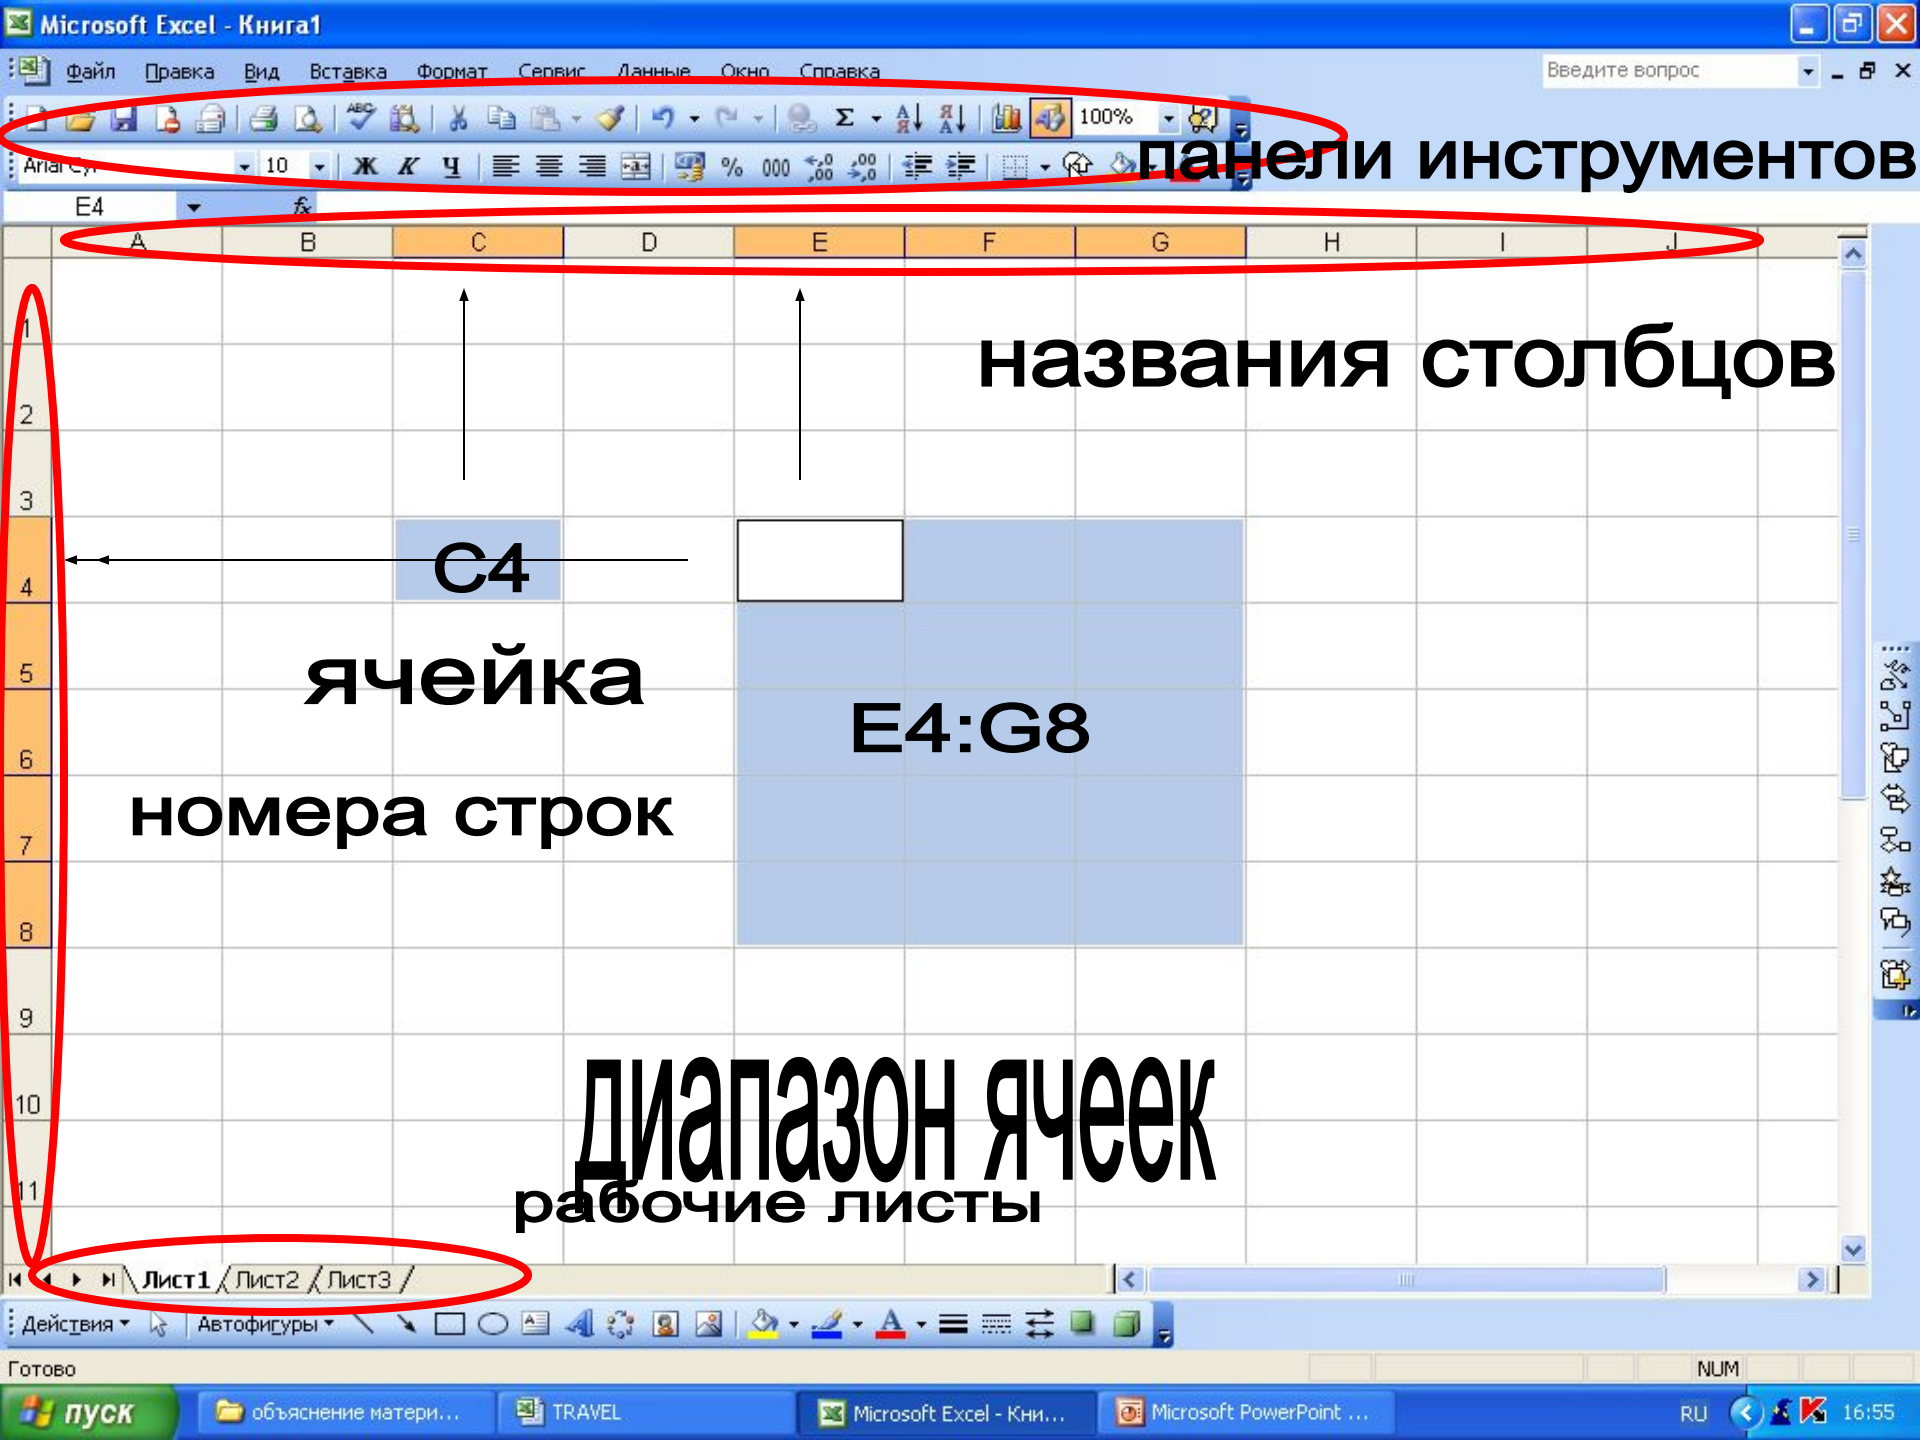 Microsoft Excel - Книга1
Файл Правка Вид Вставка Формат Сервис Данные Окно Справка Введите вопрос
100%
панели инструментов
10 Ж К Ч % 000
E4 fx
A B C D E F G H I J
1
названия столбцов
2
3
4 C4
ячейка
5
E4:G8
6
номера строк
7
8
9
диапазон ячеек
10
рабочие листы
11
Лист1 Лист2 Лист3
Действия Автофигуры
Готово NUM
пуск объяснение матери... TRAVEL Microsoft Excel - Кни... Microsoft PowerPoint ... RU 16:55